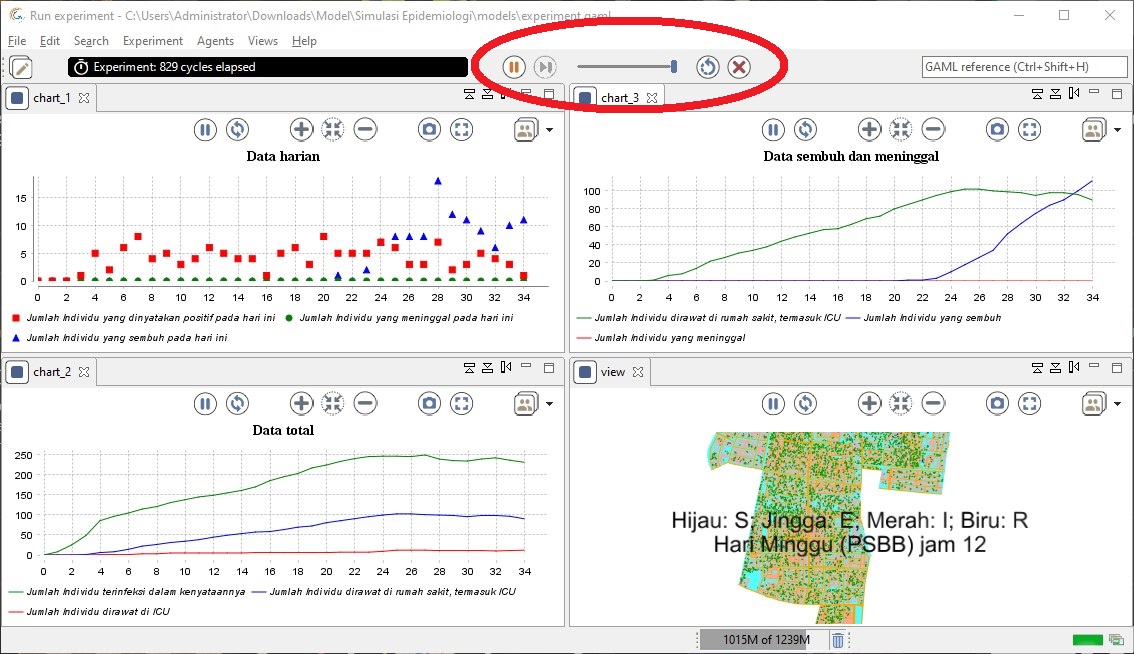 Run experiment - C:\Users\Administrator\Downloads\Model\Simulasi Epidemiologi\models\experiment.gaml
File Edit Search Experiment Agents Views Help
Experiment: 829 cycles elapsed
GAML reference (Ctrl+Shift+H)
chart_1
Data harian
15
10
5
0
0 2 4 6 8 10 12 14 16 18 20 22 24 26 28 30 32 34
Jumlah Individu yang dinyatakan positif pada hari ini Jumlah Individu yang meninggal pada hari ini
Jumlah Individu yang sembuh pada hari ini
chart_3
Data sembuh dan meninggal
100
80
60
40
20
0
0 2 4 6 8 10 12 14 16 18 20 22 24 26 28 30 32 34
Jumlah Individu dirawat di rumah sakit, termasuk ICU Jumlah Individu yang sembuh
Jumlah Individu yang meninggal
chart_2
Data total
250
200
150
100
50
0
0 2 4 6 8 10 12 14 16 18 20 22 24 26 28 30 32 34
Jumlah Individu terinfeksi dalam kenyataannya Jumlah Individu dirawat di rumah sakit, termasuk ICU
Jumlah Individu dirawat di ICU
view
Hijau: S; Jingga: E; Merah: I; Biru: R
Hari Minggu (PSBB) jam 12
1015M of 1239M